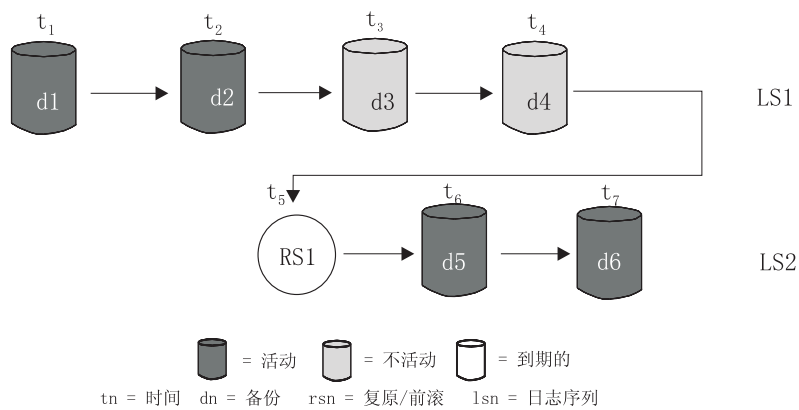 t1 t2 t3 t4
d1 d2 d3 d4 LS1
t5 t6 t7
RS1 d5 d6 LS2
= 活动 = 不活动 = 到期的
tn = 时间 dn = 备份 rsn = 复原/前滚 lsn = 日志序列